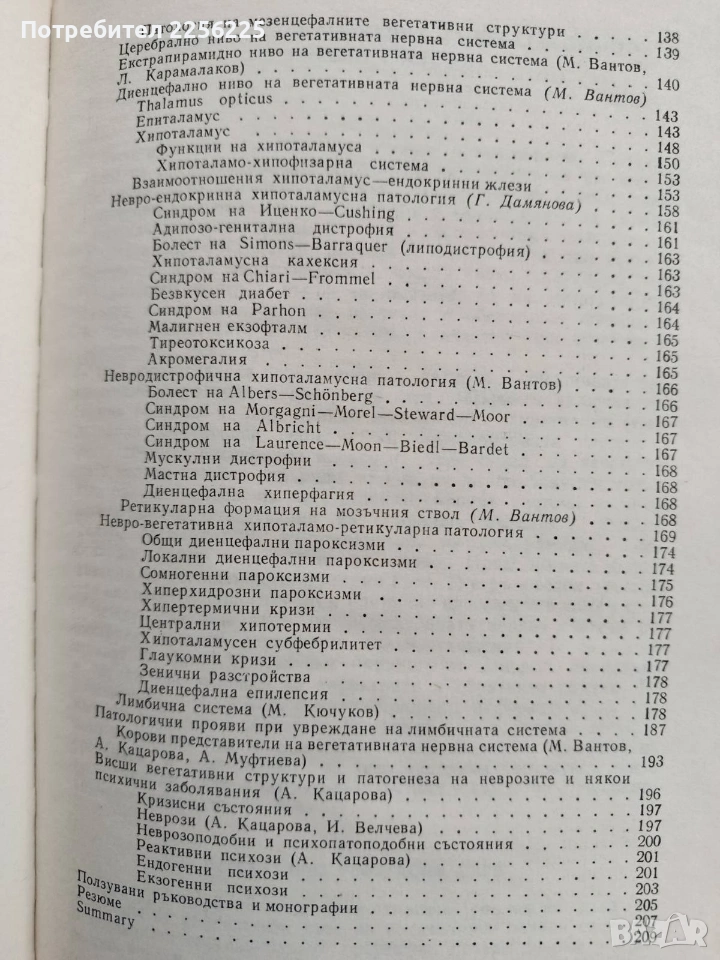 Потребител 2236225
Патология на мезенцефалните вегетативни структури . . . . . 138
Церебрално ниво на вегетативната нервна система . . . . . 139
Екстрапирамидно ниво на вегетативната нервна система (М. Вантов,
Л. Карамалаков) . . . . . 140
Диенцефално ниво на вегетативната нервна система (М. Вантов)
Thalamus opticus . . . . . 143
Епиталамус . . . . . 143
Хипоталамус . . . . . 148
Функции на хипоталамуса . . . . . 150
Хипоталамо-хипофизарна система . . . . . 153
Взаимоотношения хипоталамус—ендокринни жлези . . . . . 153
Невро-ендокринна хипоталамусна патология (Г. Дамянова) . . . . . 158
Синдром на Иценко—Cushing . . . . . 161
Адипозо-генитална дистрофия . . . . . 161
Болест на Simons—Barraquer (липодистрофия) . . . . . 163
Хипоталамусна кахексия . . . . . 163
Синдром на Chiari—Frommel . . . . . 163
Безвкусен диабет . . . . . 164
Синдром на Parhon . . . . . 164
Малигнен екзофталм . . . . . 165
Тиреотоксикоза . . . . . 165
Акромегалия . . . . . 165
Невродистрофична хипоталамусна патология (М. Вантов) . . . . . 166
Болест на Albers—Schönberg . . . . . 166
Синдром на Morgagni—Morel—Steward—Moor . . . . . 167
Синдром на Albricht . . . . . 167
Синдром на Laurence—Moon—Biedl—Bardet . . . . . 167
Мускулни дистрофии . . . . . 168
Мастна дистрофия . . . . . 168
Диенцефална хиперфагия . . . . . 168
Ретикуларна формация на мозъчния ствол (М. Вантов) . . . . . 168
Невро-вегетативна хипоталамо-ретикуларна патология . . . . . 169
Общи диенцефални пароксизми . . . . . 174
Локални диенцефални пароксизми . . . . . 174
Сомногенни пароксизми . . . . . 175
Хиперхидрозни пароксизми . . . . . 176
Хипертермични кризи . . . . . 177
Централни хипотермии . . . . . 177
Хипоталамусен субфебрилитет . . . . . 177
Глаукомни кризи . . . . . 177
Зенични разстройства . . . . . 178
Диенцефална епилепсия . . . . . 178
Лимбична система (М. Кючуков) . . . . . 178
Патологични прояви при увреждане на лимбичната система . . . . . 187
Корови представители на вегетативната нервна система (М. Вантов,
А. Кацарова, А. Муфтиева) . . . . . 193
Висши вегетативни структури и патогенеза на неврозите и някои
психични заболявания (А. Кацарова) . . . . . 196
Кризисни състояния . . . . . 197
Неврози (А. Кацарова, И. Велчева) . . . . . 197
Неврозоподобни и психопатоподобни състояния . . . . . 200
Реактивни психози (А. Кацарова) . . . . . 201
Ендогенни психози . . . . . 201
Екзогенни психози . . . . . 203
Ползувани ръководства и монографии . . . . . 205
Резюме . . . . . 207
Summary . . . . . 209
BAZAR